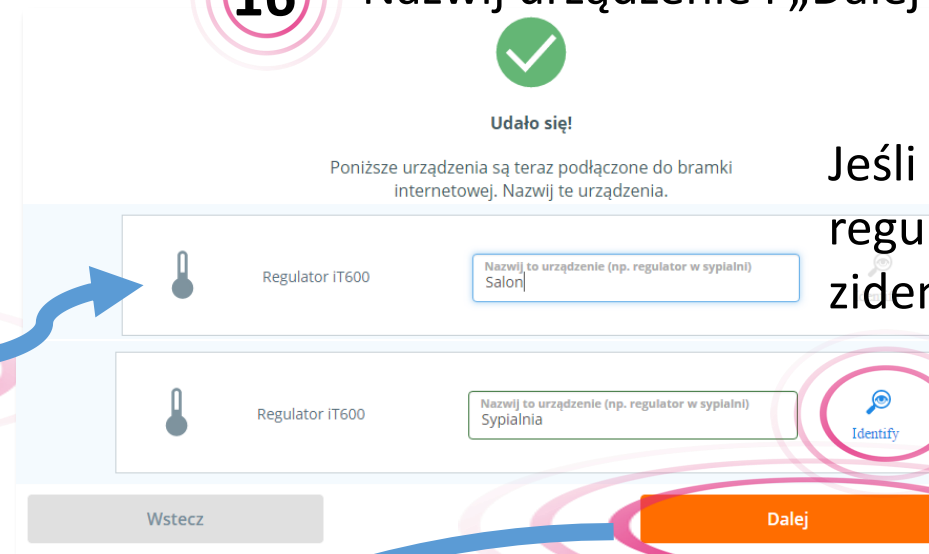 16 Nazwij urządzenie i „Dalej
Udało się!
Poniższe urządzenia są teraz podłączone do bramki
internetowej. Nazwij te urządzenia.
Jeśli
regu
ziden
Regulator iT600
Nazwij to urządzenie (np. regulator w sypialni)
Salon
Regulator iT600
Nazwij to urządzenie (np. regulator w sypialni)
Sypialnia
Identify
Wstecz
Dalej